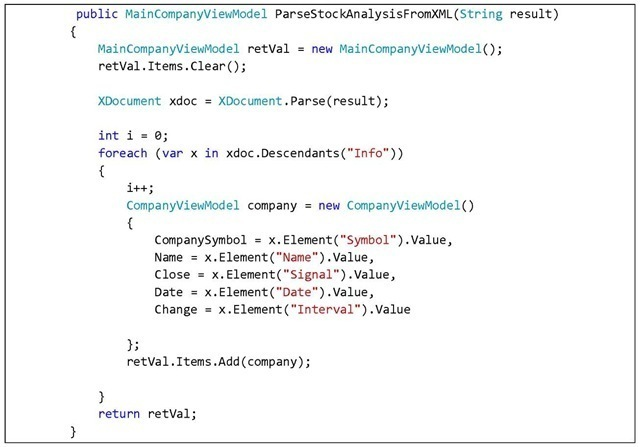 public MainCompanyViewModel ParseStockAnalysisFromXML(String result)
{
MainCompanyViewModel retVal = new MainCompanyViewModel();
retVal.Items.Clear();
XDocument xdoc = XDocument.Parse(result);
int i = 0;
foreach (var x in xdoc.Descendants("Info"))
{
i++;
CompanyViewModel company = new CompanyViewModel()
{
CompanySymbol = x.Element("Symbol").Value,
Name = x.Element("Name").Value,
Close = x.Element("Signal").Value,
Date = x.Element("Date").Value,
Change = x.Element("Interval").Value
};
retVal.Items.Add(company);
}
return retVal;
}